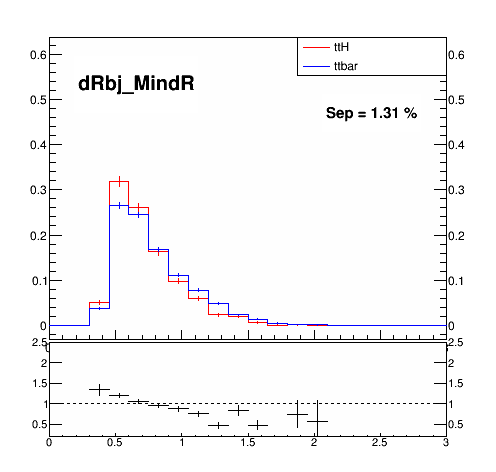 ttH
ttbar
dRbj_MindR
Sep = 1.31 %
0.6 0.6
0.5 0.5
0.4 0.4
0.3 0.3
0.2 0.2
0.1 0.1
0 0
2.5 2.5
2 2
1.5 1.5
1 1
0.5 0.5
0 0.5 1 1.5 2 2.5 3